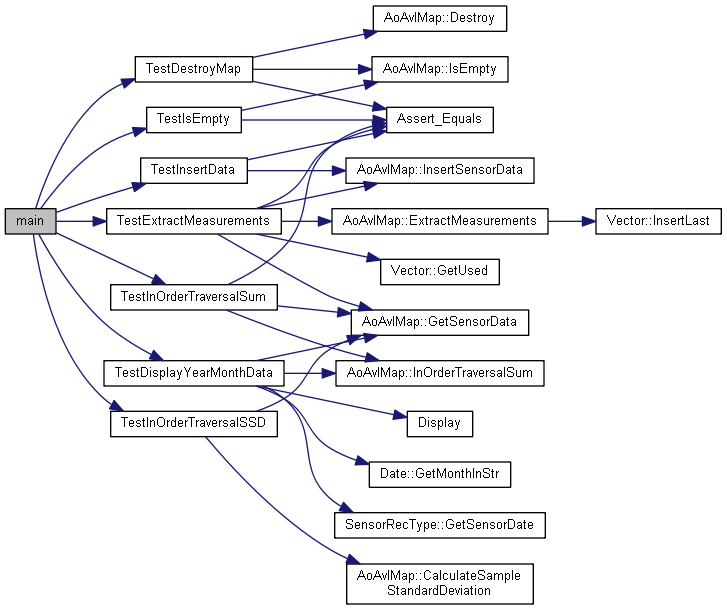 AoAvlMap::Destroy
TestDestroyMap
AoAvlMap::IsEmpty
TestIsEmpty
Assert_Equals
TestInsertData
AoAvlMap::InsertSensorData
main
TestExtractMeasurements
AoAvlMap::ExtractMeasurements
Vector::InsertLast
Vector::GetUsed
TestInOrderTraversalSum
AoAvlMap::GetSensorData
TestDisplayYearMonthData
AoAvlMap::InOrderTraversalSum
TestInOrderTraversalSSD
Display
Date::GetMonthInStr
SensorRecType::GetSensorDate
AoAvlMap::CalculateSample
StandardDeviation